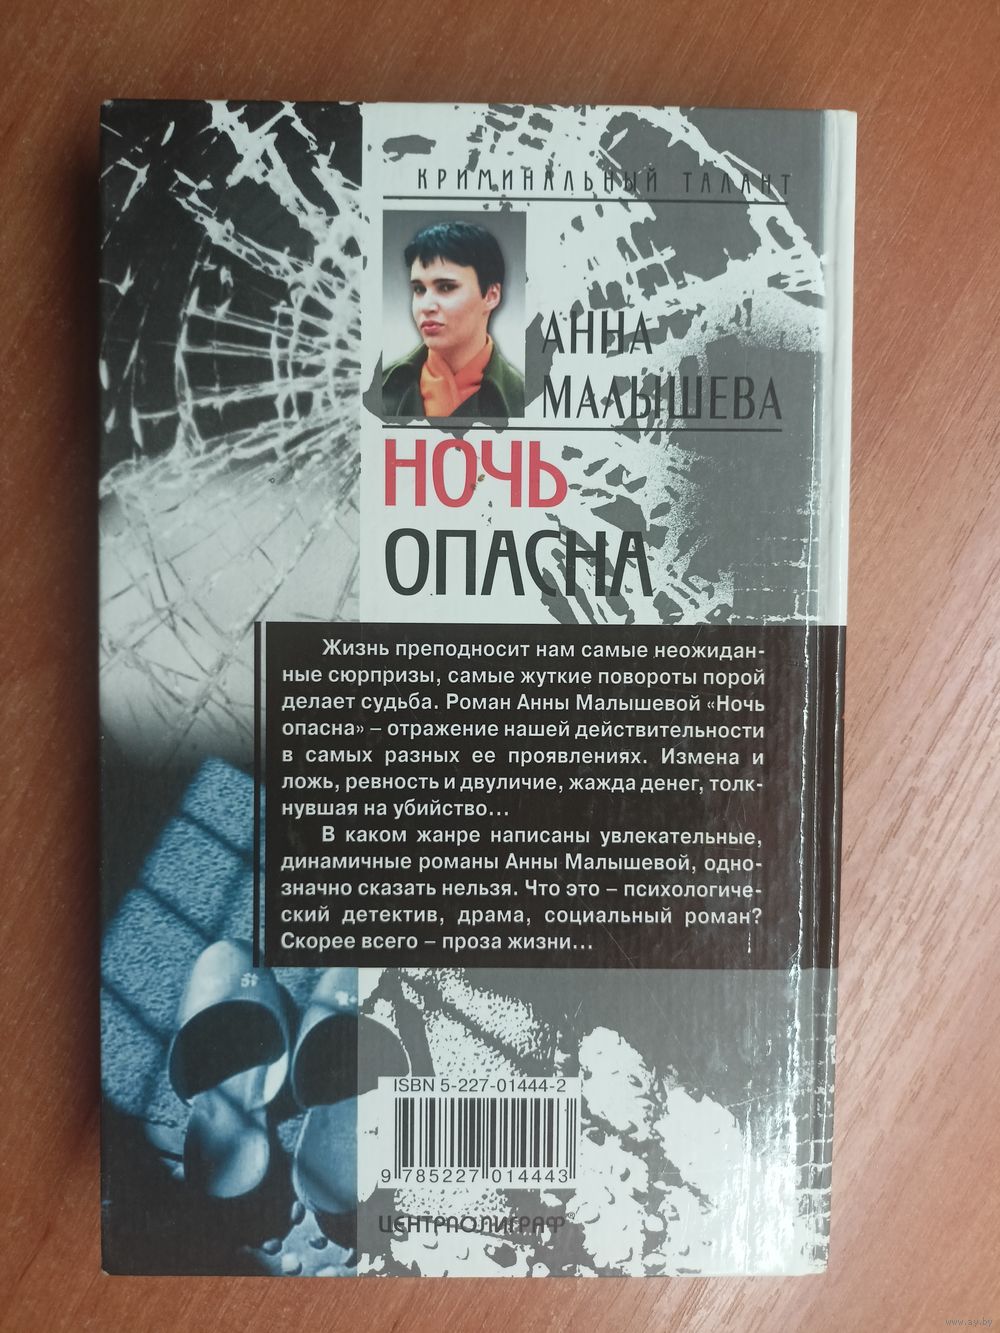 КРИМИНАЛЬНЫЙ ТАЛАНТ
АННА
МАЛЫШЕВА
НОЧЬ
ОПАСНА
Жизнь преподносит нам самые неожидан-
ные сюрпризы, самые жуткие повороты порой
делает судьба. Роман Анны Малышевой «Ночь
опасна» – отражение нашей действительности
в самых разных ее проявлениях. Измена и
ложь, ревность и двуличие, жажда денег, толк-
нувшая на убийство...
В каком жанре написаны увлекательные,
динамичные романы Анны Малышевой, одно-
значно сказать нельзя. Что это – психологиче-
ский детектив, драма, социальный роман?
Скорее всего – проза жизни...
ISBN 5-227-01444-2
9 785227 014443
ЦЕНТРПОЛИГРАФ®
www.ay.by